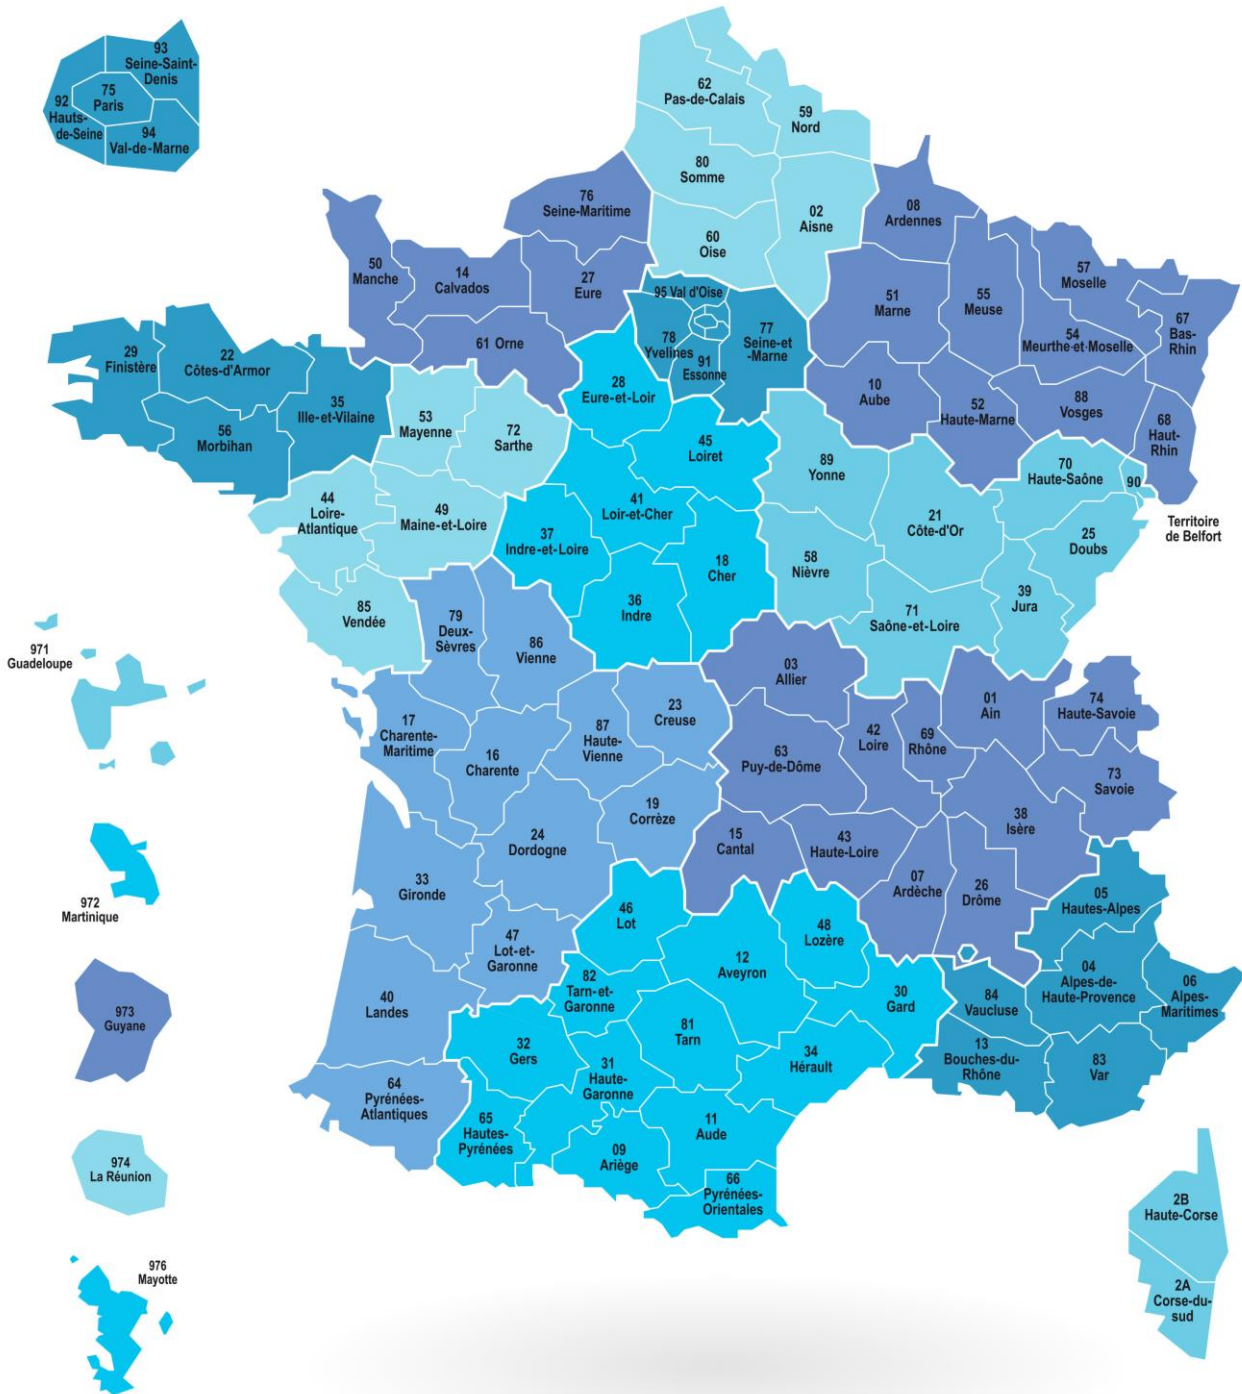 93
Seine-Saint-
Denis
75
Paris
92
Hauts-
de-Seine
94
Val-de-Marne
62
Pas-de-Calais
59
Nord
80
Somme
02
Aisne
60
Oise
76
Seine-Maritime
27
Eure
14
Calvados
50
Manche
61 Orne
08
Ardennes
51
Marne
55
Meuse
57
Moselle
54
Meurthe-et-Moselle
67
Bas-
Rhin
10
Aube
52
Haute-Marne
88
Vosges
68
Haut-
Rhin
95 Val d'Oise
78
Yvelines
91
Essonne
77
Seine-et
-Marne
29
Finistère
22
Côtes-d'Armor
35
Ille-et-Vilaine
56
Morbihan
53
Mayenne
72
Sarthe
44
Loire-
Atlantique
49
Maine-et-Loire
85
Vendée
28
Eure-et-Loir
45
Loiret
41
Loir-et-Cher
37
Indre-et-Loire
18
Cher
36
Indre
89
Yonne
21
Côte-d'Or
58
Nièvre
71
Saône-et-Loire
70
Haute-Saône
90
Territoire
de Belfort
25
Doubs
39
Jura
79
Deux-
Sèvres
86
Vienne
17
Charente-
Maritime
16
Charente
87
Haute-
Vienne
23
Creuse
19
Corrèze
24
Dordogne
33
Gironde
47
Lot-et-
Garonne
40
Landes
64
Pyrénées-
Atlantiques
03
Allier
63
Puy-de-Dôme
42
Loire
69
Rhône
01
Ain
74
Haute-Savoie
73
Savoie
38
Isère
15
Cantal
43
Haute-Loire
07
Ardèche
26
Drôme
46
Lot
48
Lozère
12
Aveyron
82
Tarn-et-
Garonne
81
Tarn
30
Gard
32
Gers
31
Haute-
Garonne
34
Hérault
65
Hautes-
Pyrénées
09
Ariège
11
Aude
66
Pyrénées-
Orientales
05
Hautes-Alpes
04
Alpes-de-
Haute-Provence
06
Alpes-
Maritimes
84
Vaucluse
13
Bouches-du-
Rhône
83
Var
2B
Haute-Corse
2A
Corse-du-
sud
971
Guadeloupe
972
Martinique
973
Guyane
974
La Réunion
976
Mayotte